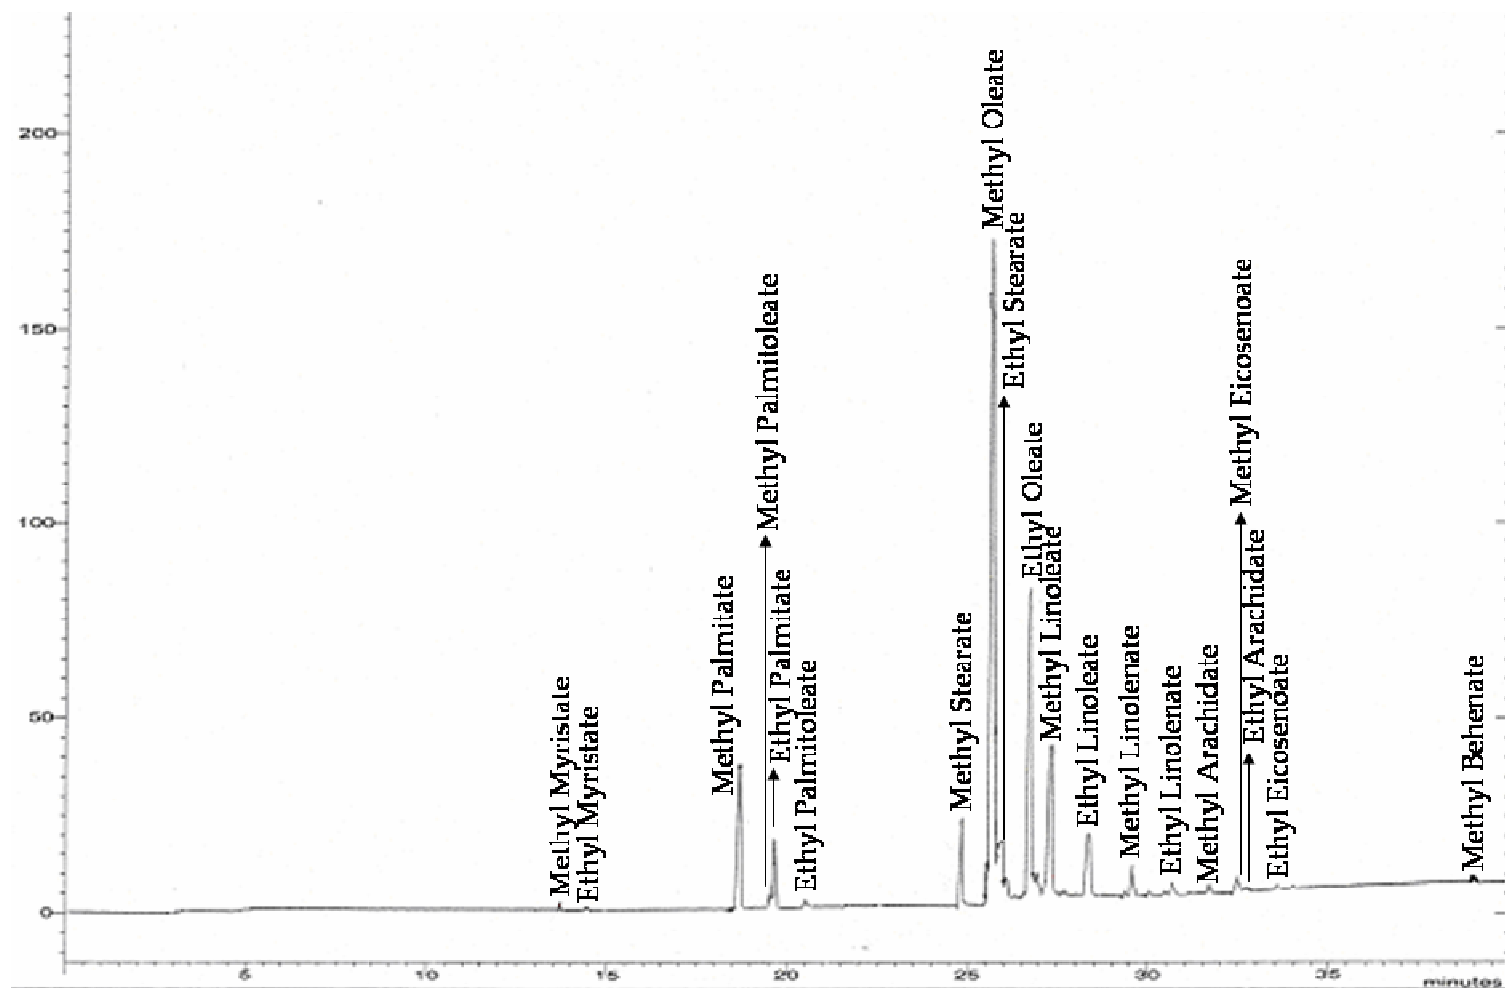 200
150
100
50
0
Methyl Myristate
Ethyl Myristate
Methyl Palmitate
Methyl Palmitoleate
Ethyl Palmitate
Ethyl Palmitoleate
Methyl Stearate
Methyl Oleate
Ethyl Stearate
Ethyl Oleate
Methyl Linoleate
Ethyl Linoleate
Methyl Linolenate
Ethyl Linolenate
Methyl Arachidate
Methyl Eicosenoate
Ethyl Arachidate
Ethyl Eicosenoate
Methyl Behenate
5 10 15 20 25 30 35
minutes